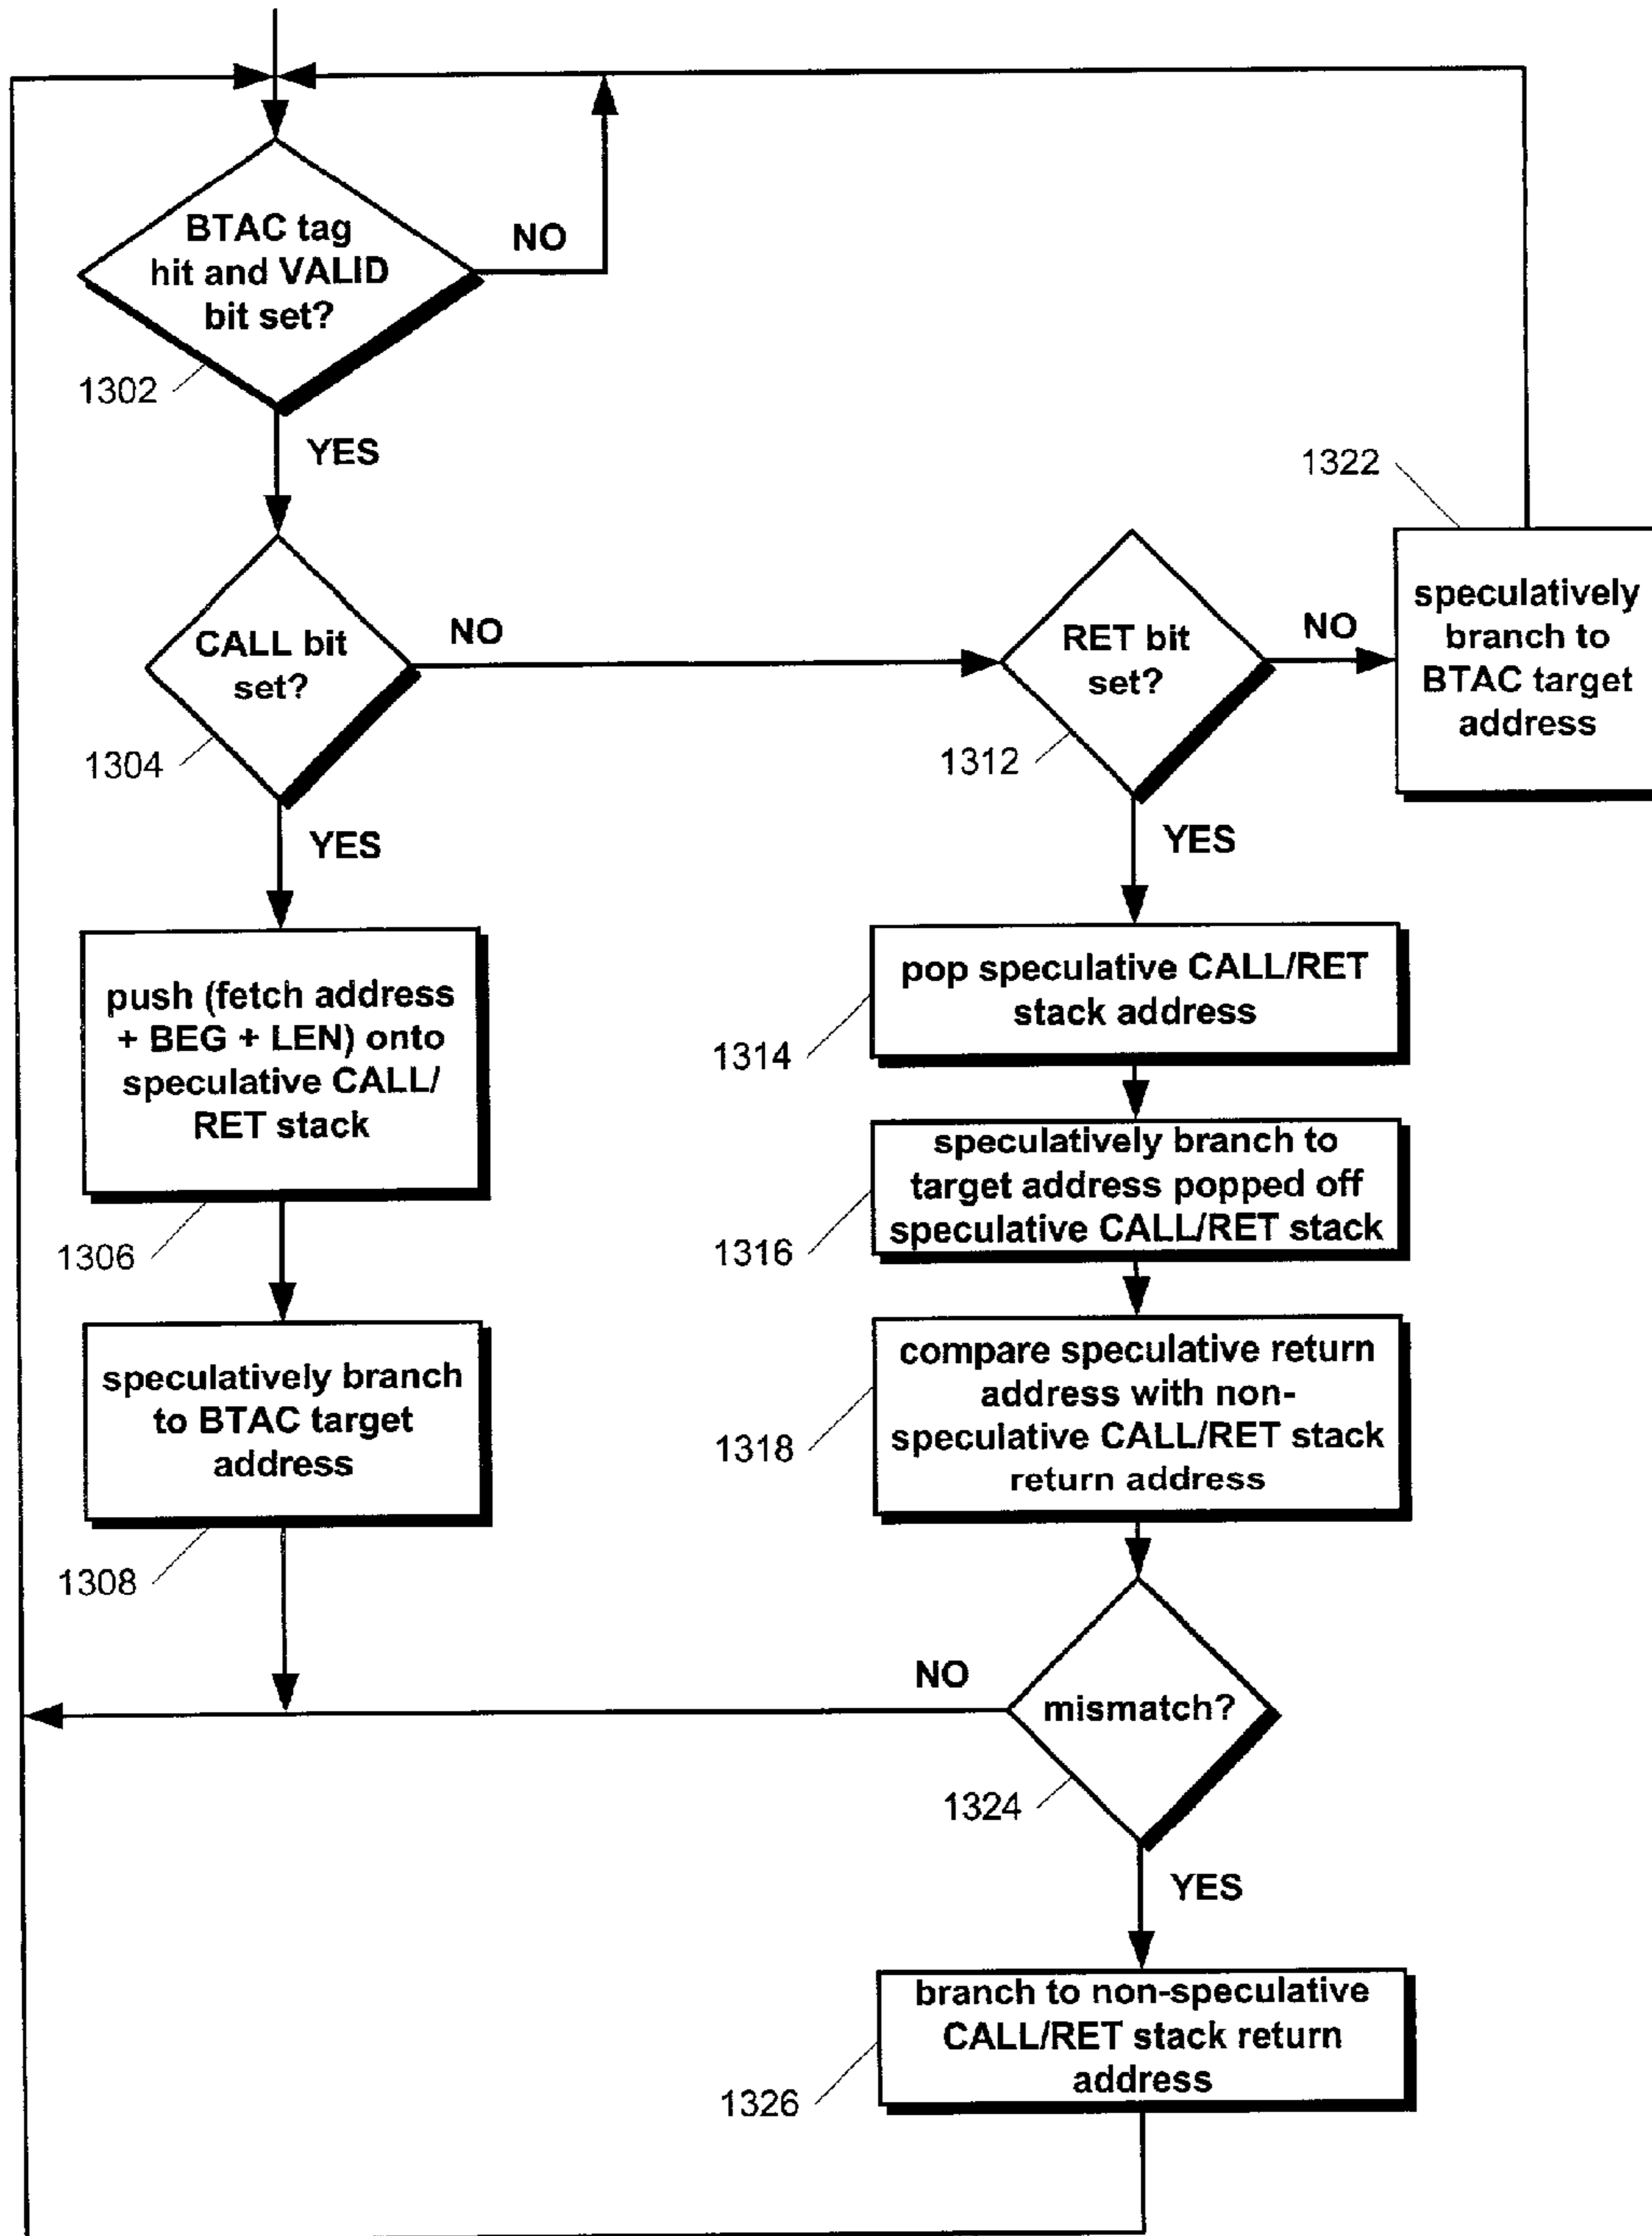 BTAC tag
hit and VALID
bit set?
NO
1302
YES
1322
CALL bit
set?
NO
1304
RET bit
set?
NO
1312
speculatively
branch to
BTAC target
address
YES
YES
push (fetch address
+ BEG + LEN) onto
speculative CALL/
RET stack
1306
pop speculative CALL/RET
stack address
1314
speculatively branch to
target address popped off
speculative CALL/RET stack
1316
speculatively branch
to BTAC target
address
1308
compare speculative return
address with non-
speculative CALL/RET stack
return address
1318
NO
mismatch?
1324
YES
branch to non-speculative
CALL/RET stack return
address
1326